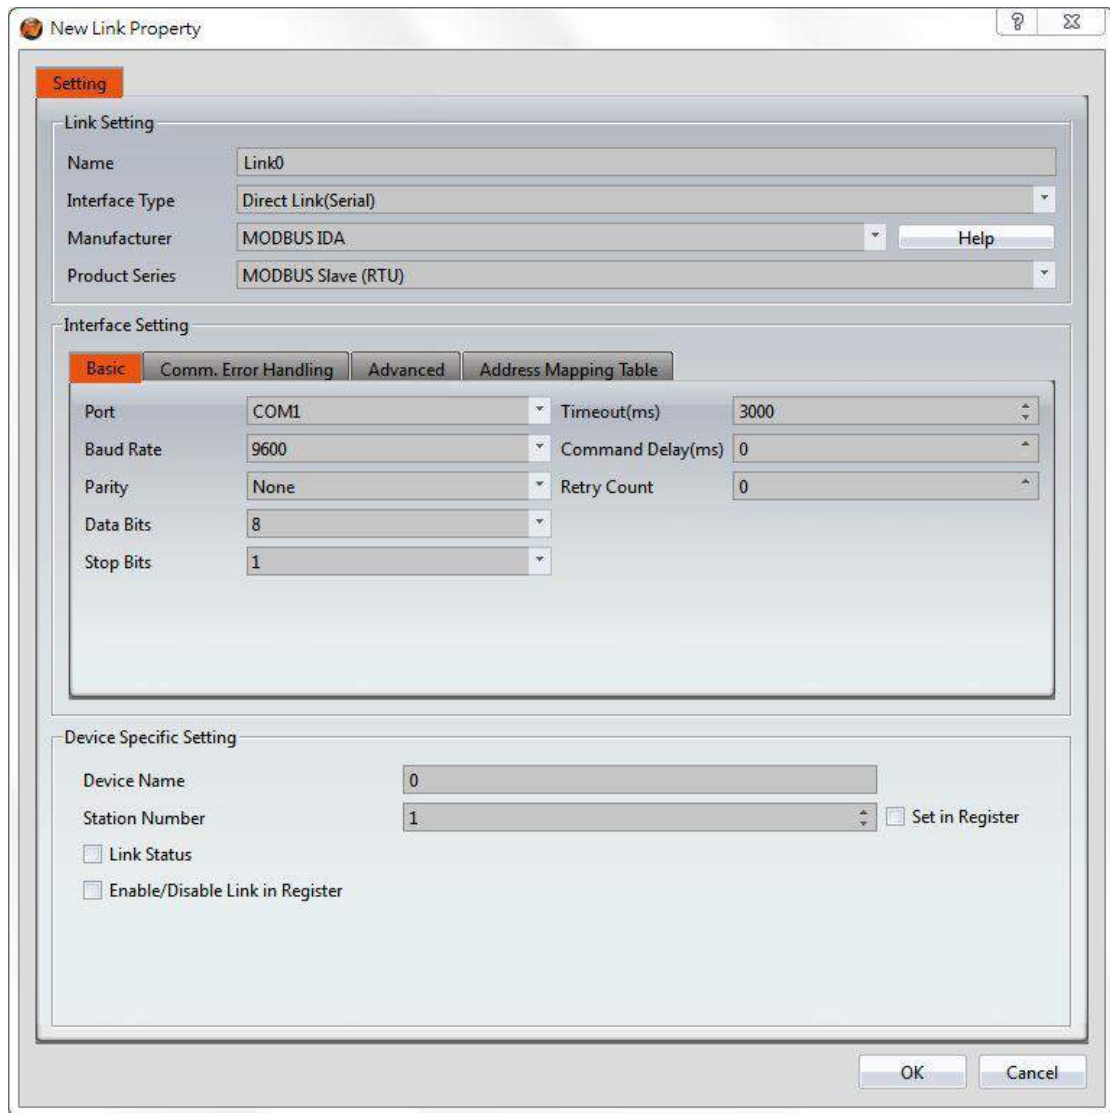 New Link Property
Setting
Link Setting
Name Link0
Interface Type Direct Link(Serial)
Manufacturer MODBUS IDA Help
Product Series MODBUS Slave (RTU)
Interface Setting
Basic Comm. Error Handling Advanced Address Mapping Table
Port COM1 Timeout(ms) 3000
Baud Rate 9600 Command Delay(ms) 0
Parity None Retry Count 0
Data Bits 8
Stop Bits 1
Device Specific Setting
Device Name 0
Station Number 1 Set in Register
Link Status
Enable/Disable Link in Register
OK Cancel